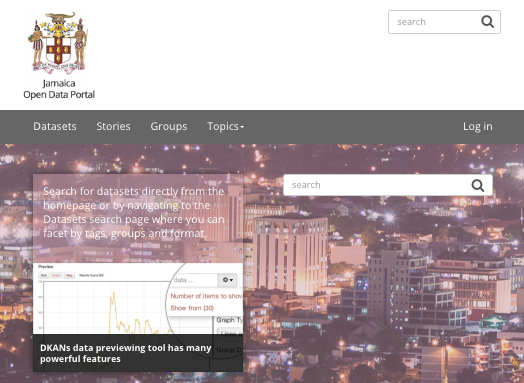 search
Jamaica
Open Data Portal
Datasets
Stories
Groups
Topics
Log in
search
Search for datasets directly from the
homepage or by navigating to the
Datasets search page where you can
facet by tags, groups and format.
Preview
data ...
Number of items to show
Show from (30)
Graph Ty
DKANs data previewing tool has many
powerful features